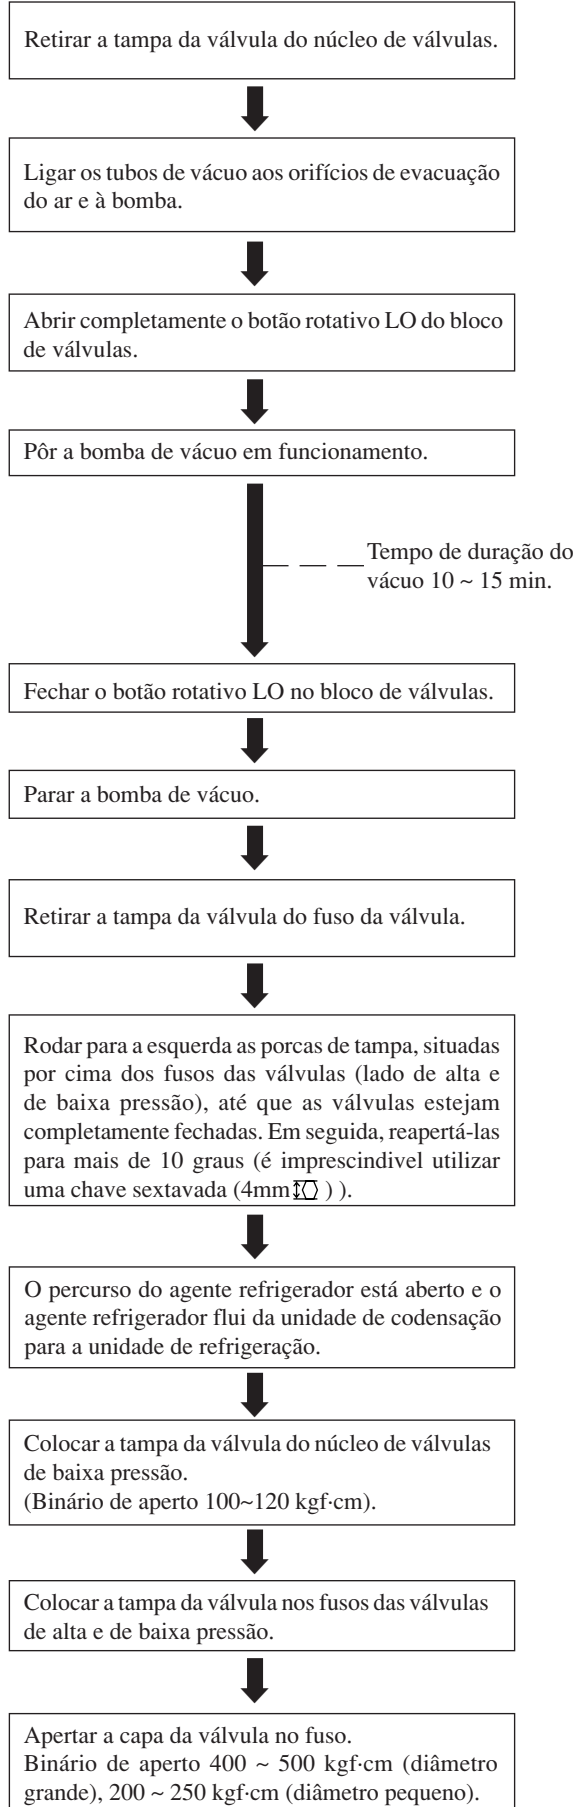 Retirar a tampa da válvula do núcleo de válvulas.
Ligar os tubos de vácuo aos orifícios de evacuação
do ar e à bomba.
Abrir completamente o botão rotativo LO do bloco
de válvulas.
Pôr a bomba de vácuo em funcionamento.
Tempo de duração do
vácuo 10 ~ 15 min.
Fechar o botão rotativo LO no bloco de válvulas.
Parar a bomba de vácuo.
Retirar a tampa da válvula do fuso da válvula.
Rodar para a esquerda as porcas de tampa, situadas
por cima dos fusos das válvulas (lado de alta e
de baixa pressão), até que as válvulas estejam
completamente fechadas. Em seguida, reapertá-las
para mais de 10 graus (é imprescindivel utilizar
uma chave sextavada (4mm ) ).
O percurso do agente refrigerador está aberto e o
agente refrigerador flui da unidade de codensação
para a unidade de refrigeração.
Colocar a tampa da válvula do núcleo de válvulas
de baixa pressão.
(Binário de aperto 100~120 kgf·cm).
Colocar a tampa da válvula nos fusos das válvulas
de alta e de baixa pressão.
Apertar a capa da válvula no fuso.
Binário de aperto 400 ~ 500 kgf·cm (diâmetro
grande), 200 ~ 250 kgf·cm (diâmetro pequeno).